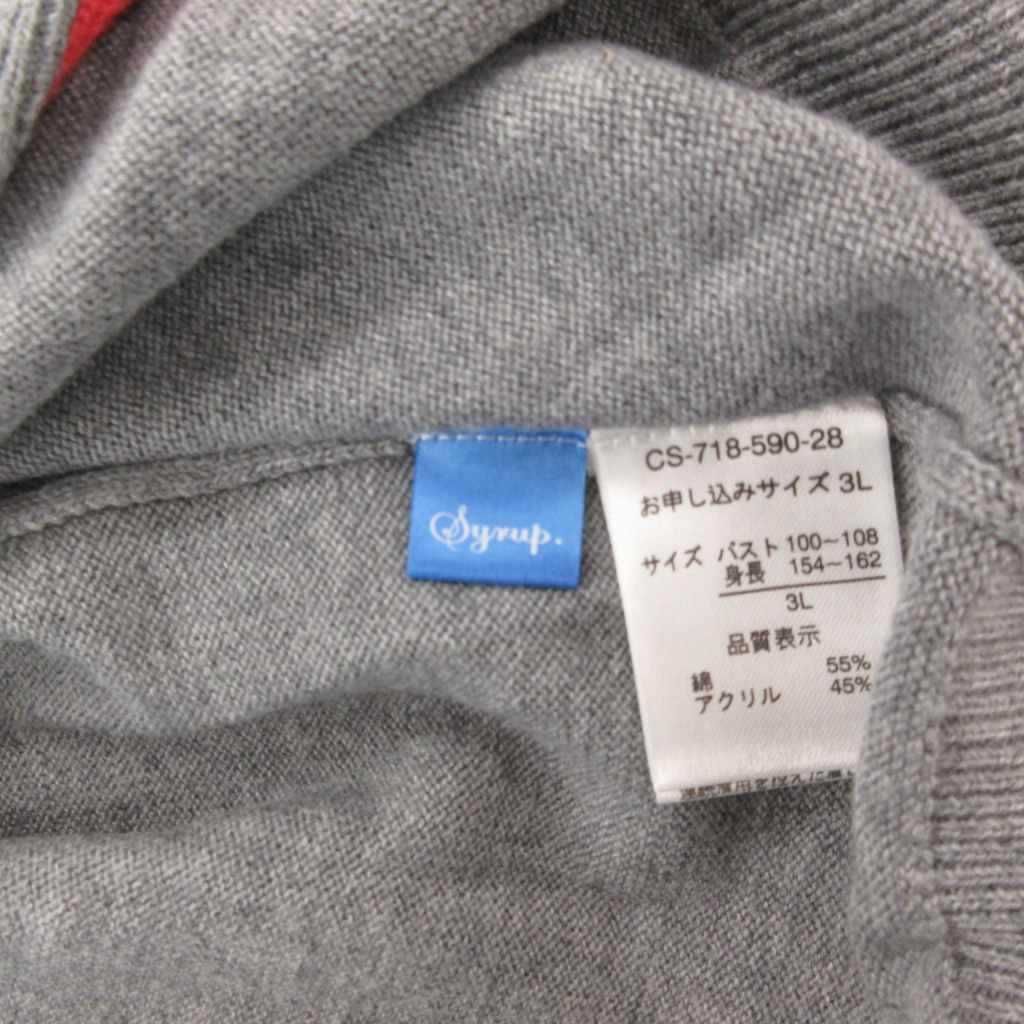 Syrup.
CS-718-590-28
お申し込みサイズ 3L
サイズ バスト 100~108
身長 154~162
3L
品質表示
綿 55%
アクリル 45%